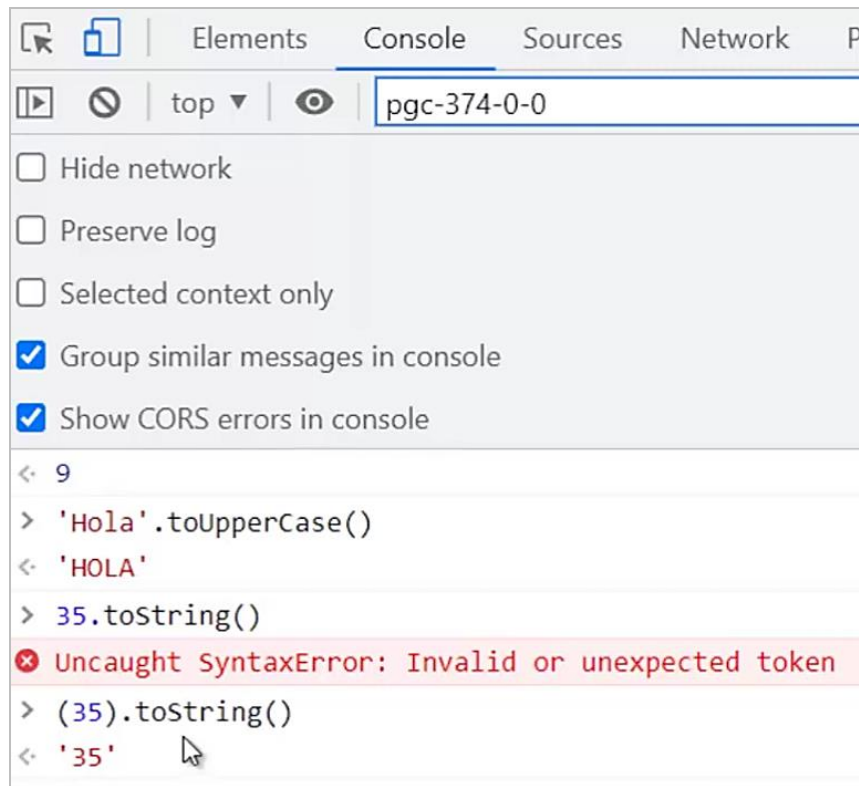 Elements Console Sources Network P
top pgc-374-0-0
Hide network
Preserve log
Selected context only
Group similar messages in console
Show CORS errors in console
9
'Hola'.toUpperCase()
'HOLA'
35.toString()
Uncaught SyntaxError: Invalid or unexpected token
(35).toString()
'35'